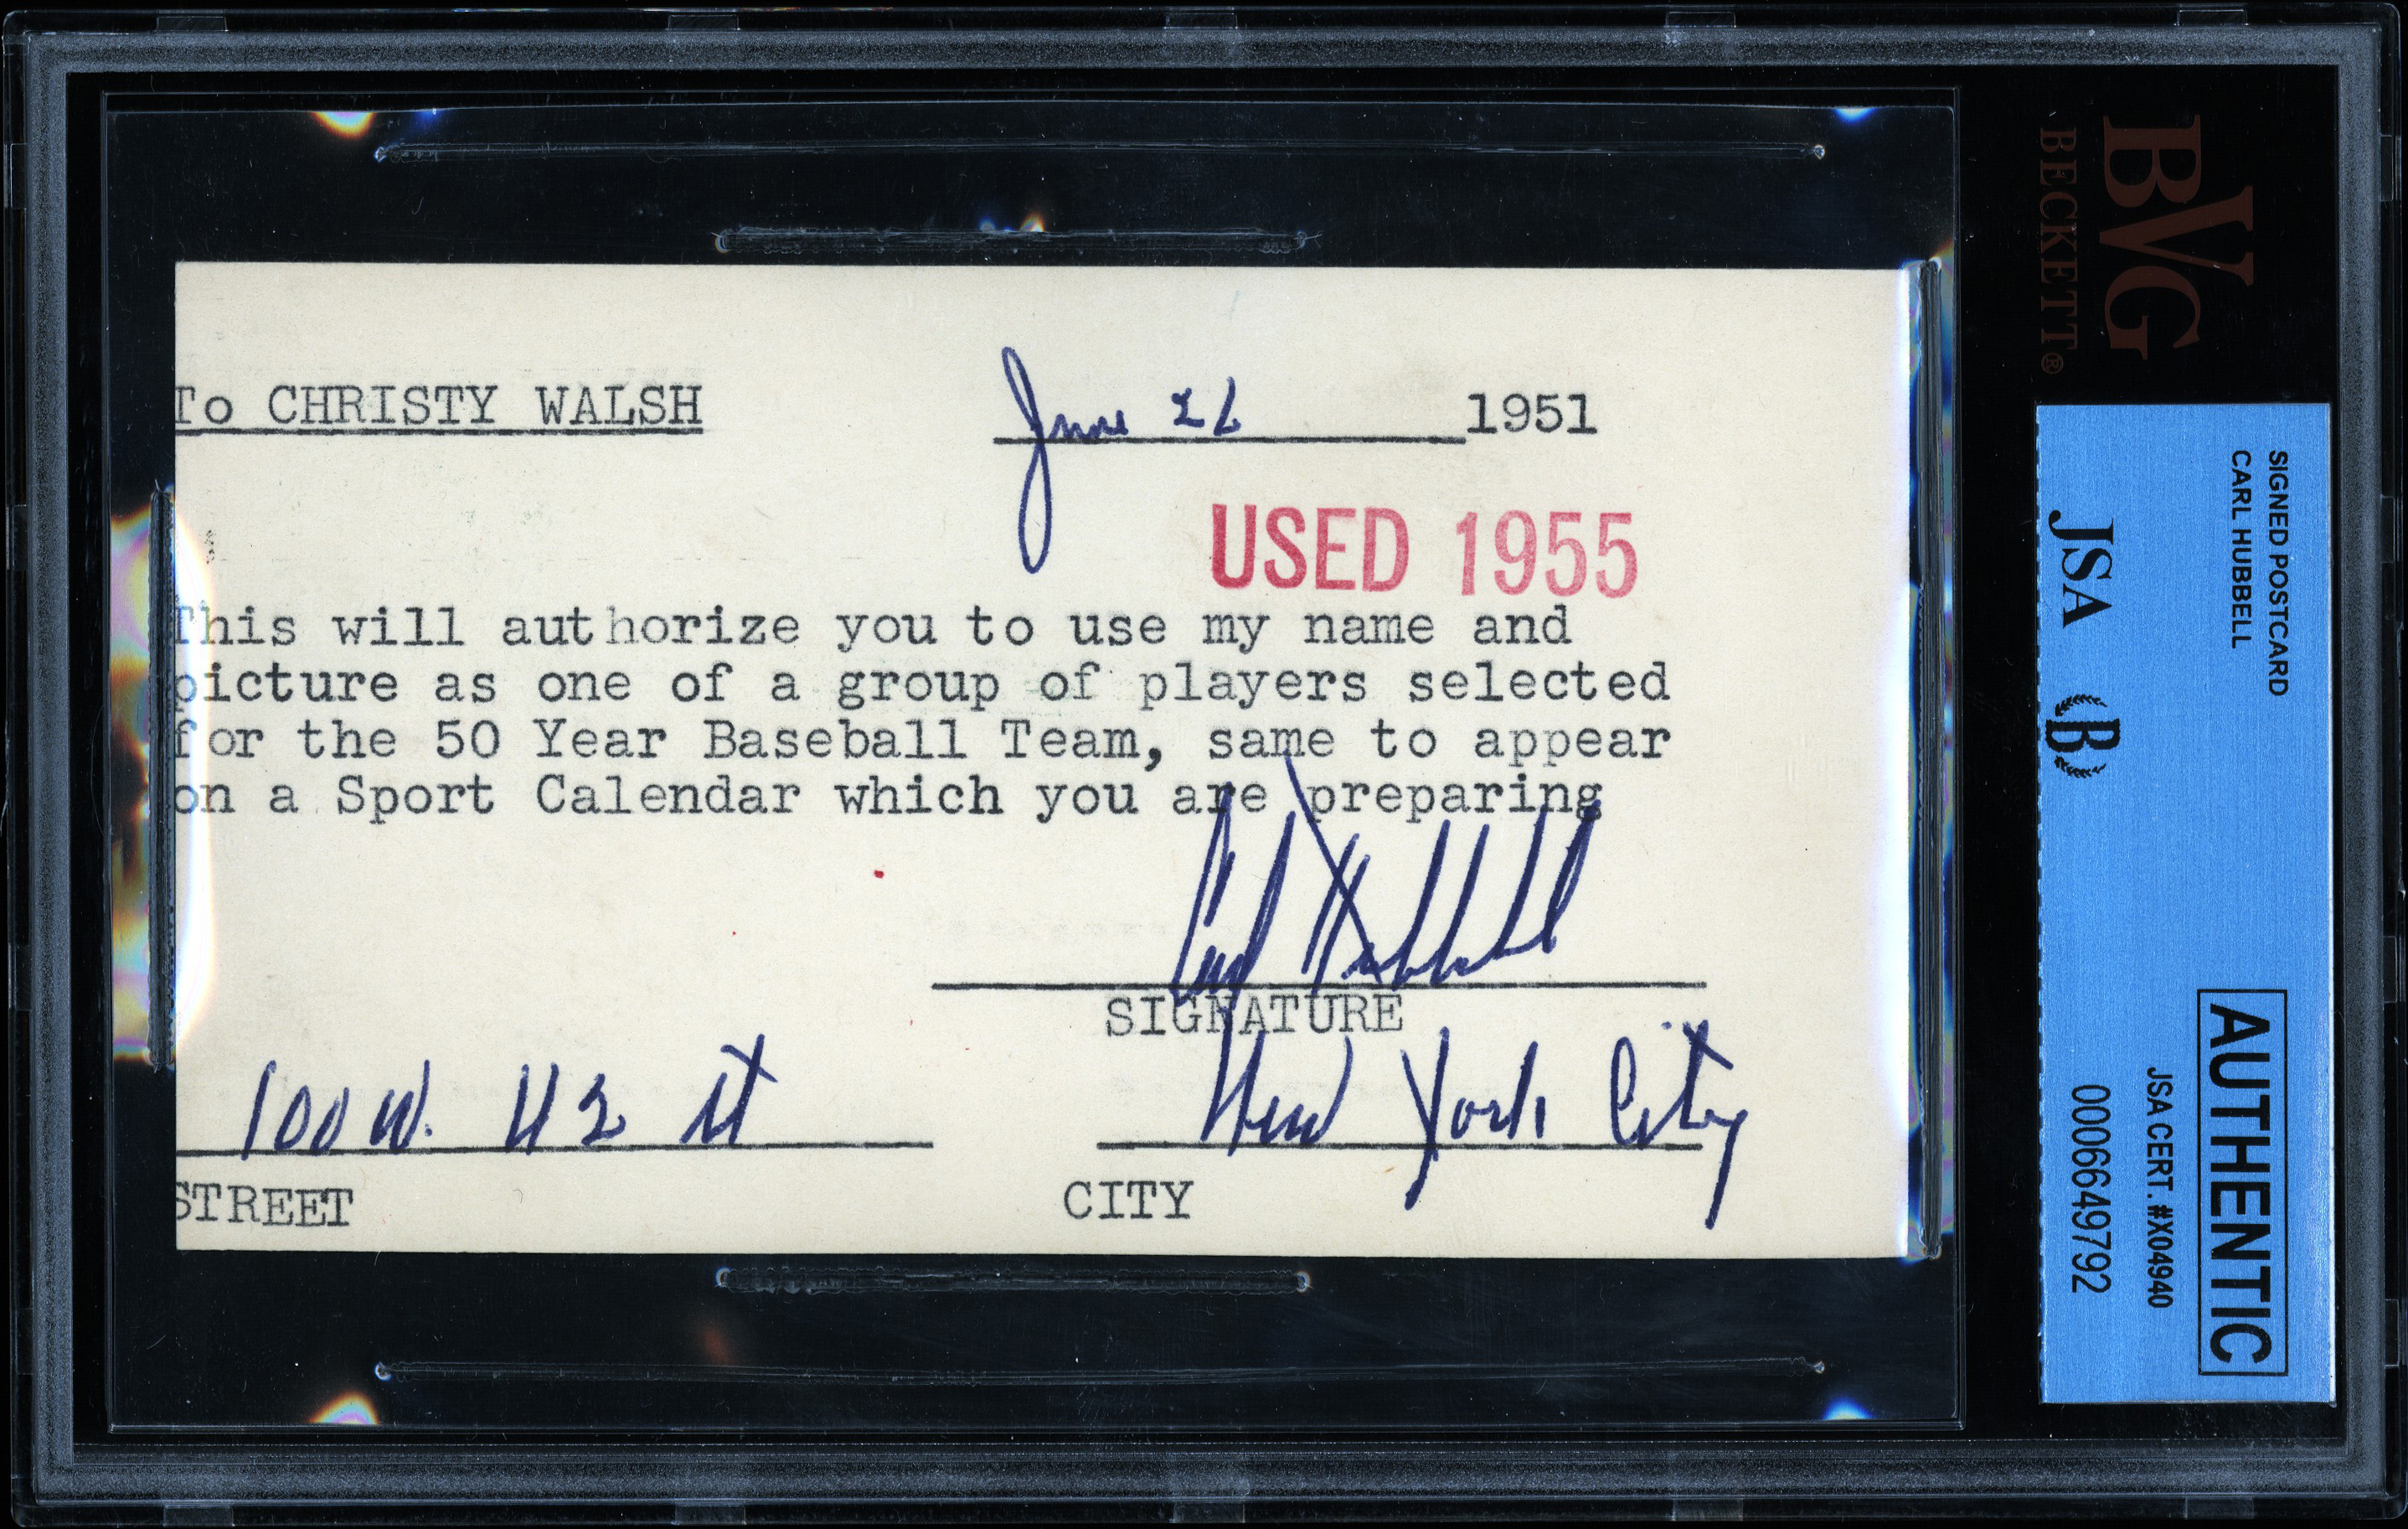 To CHRISTY WALSH
June 26 1951
USED 1955
This will authorize you to use my name and
picture as one of a group of players selected
for the 50 Year Baseball Team, same to appear
on a Sport Calendar which you are preparing
Carl Hubbell
SIGNATURE
100 W. 42 St
New York City
STREET
CITY
BVG
BECKETT®
SIGNED POSTCARD
CARL HUBBELL
JSA B
AUTHENTIC
JSA CERT. #X04940
0006649792